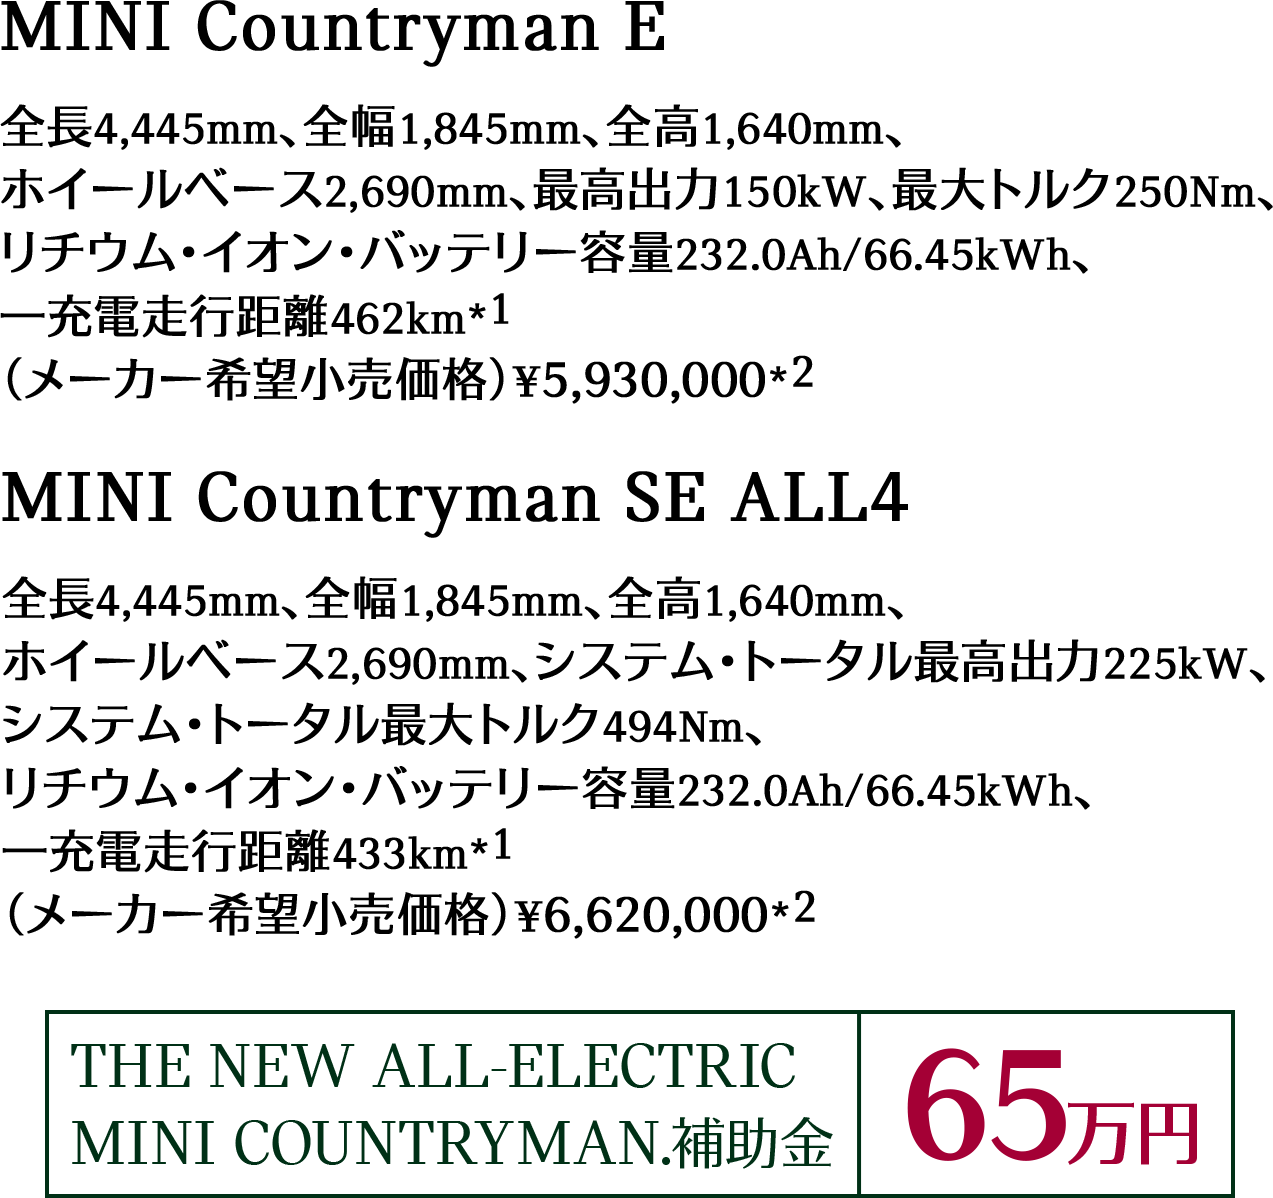 MINI Countryman E
全長4,445mm、全幅1,845mm、全高1,640mm、
ホイールベース2,690mm、最高出力150kW、最大トルク250Nm、
リチウム・イオン・バッテリー容量232.0Ah/66.45kWh、
一充電走行距離462km*1
（メーカー希望小売価格）¥5,930,000*2
MINI Countryman SE ALL4
全長4,445mm、全幅1,845mm、全高1,640mm、
ホイールベース2,690mm、システム・トータル最高出力225kW、
システム・トータル最大トルク494Nm、
リチウム・イオン・バッテリー容量232.0Ah/66.45kWh、
一充電走行距離433km*1
（メーカー希望小売価格）¥6,620,000*2
THE NEW ALL-ELECTRIC
MINI COUNTRYMAN.補助金
65万円